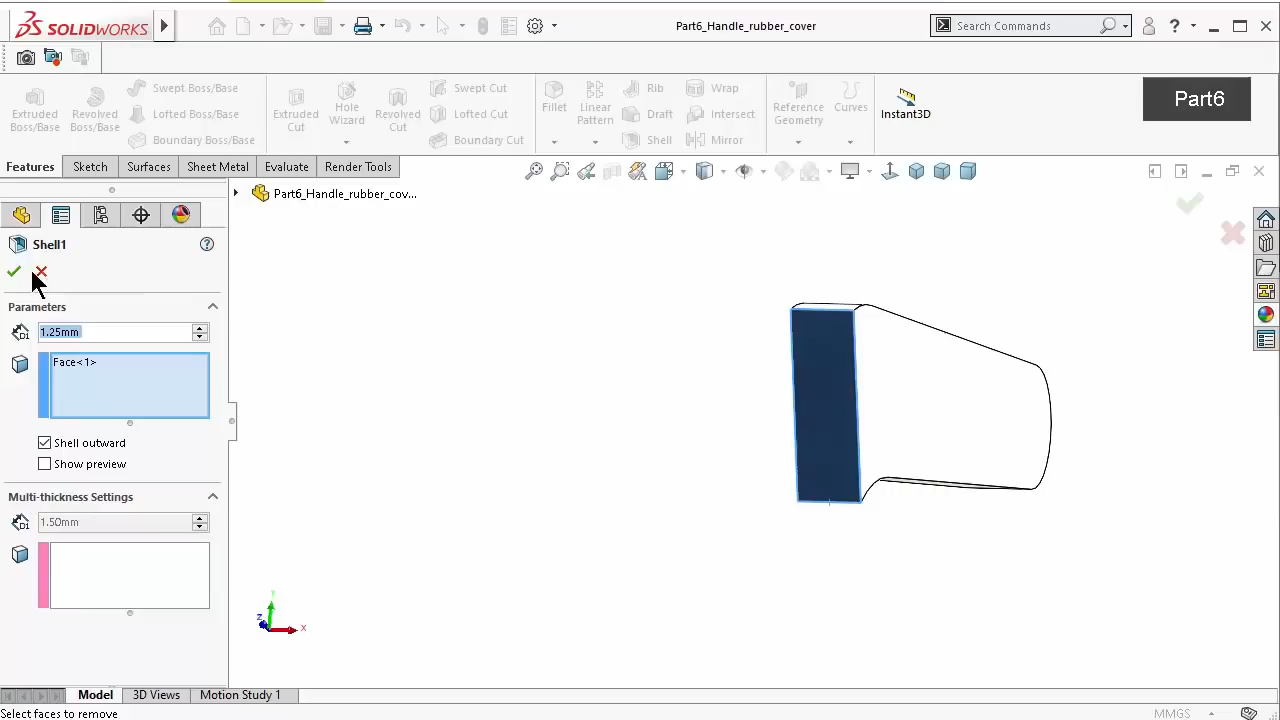 SOLIDWORKS
Part6_Handle_rubber_cover
Search Commands
?
Extruded Boss/Base
Revolved Boss/Base
Swept Boss/Base
Lofted Boss/Base
Boundary Boss/Base
Extruded Cut
Hole Wizard
Revolved Cut
Swept Cut
Lofted Cut
Boundary Cut
Fillet
Linear Pattern
Rib
Draft
Shell
Wrap
Intersect
Mirror
Reference Geometry
Curves
Instant3D
Part6
Features
Sketch
Surfaces
Sheet Metal
Evaluate
Render Tools
Part6_Handle_rubber_cov...
Shell1
?
Parameters
D1
1.25mm
Face<1>
Shell outward
Show preview
Multi-thickness Settings
D1
1.50mm
Y
Z
X
Model
3D Views
Motion Study 1
Select faces to remove
MMGS